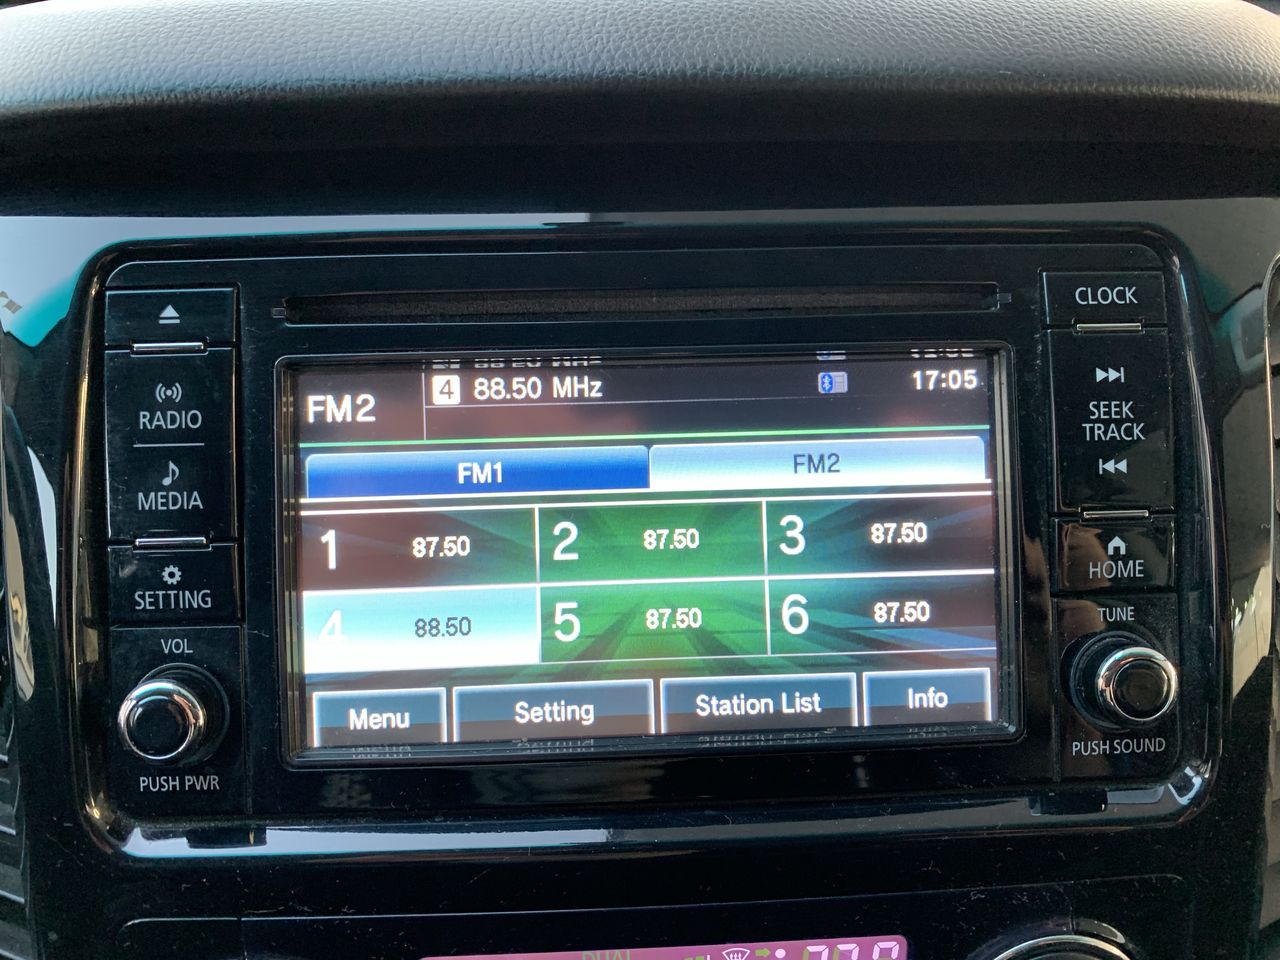 CLOCK
RADIO
MEDIA
SETTING
VOL
PUSH PWR
FM2
4 88.50 MHz
17:05
FM1 FM2
1 87.50 2 87.50 3 87.50
4 88.50 5 87.50 6 87.50
Menu Setting Station List Info
SEEK
TRACK
HOME
TUNE
PUSH SOUND
DUAL